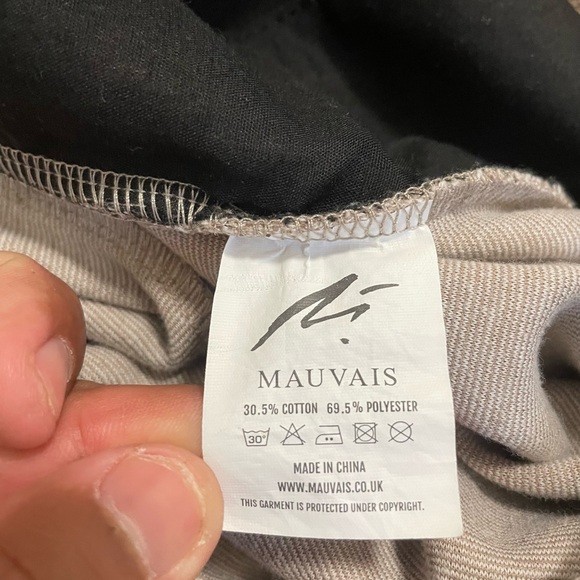 MAUVAIS
30.5% COTTON 69.5% POLYESTER
30°
MADE IN CHINA
WWW.MAUVAIS.CO.UK
THIS GARMENT IS PROTECTED UNDER COPYRIGHT.